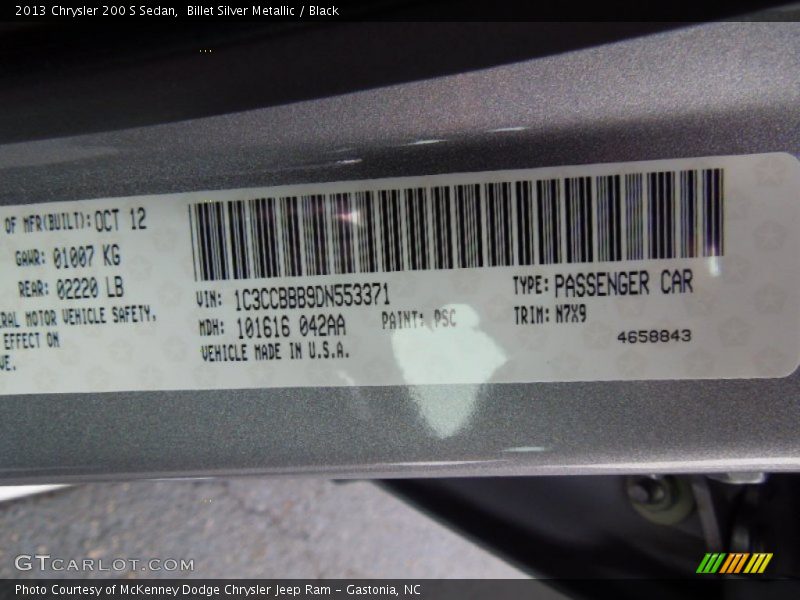 2013 Chrysler 200 S Sedan, Billet Silver Metallic / Black
OF MFR(BUILT): OCT 12
GAWR: 01007 KG
REAR: 02220 LB
ERAL MOTOR VEHICLE SAFETY,
EFFECT ON
VE.
VIN: 1C3CCBBB9DN553371
TYPE: PASSENGER CAR
MDH: 101616 042AA
PAINT: PSC
TRIM: N7X9
VEHICLE MADE IN U.S.A.
4658843
GTCARLOT.COM
Photo Courtesy of McKenney Dodge Chrysler Jeep Ram - Gastonia, NC